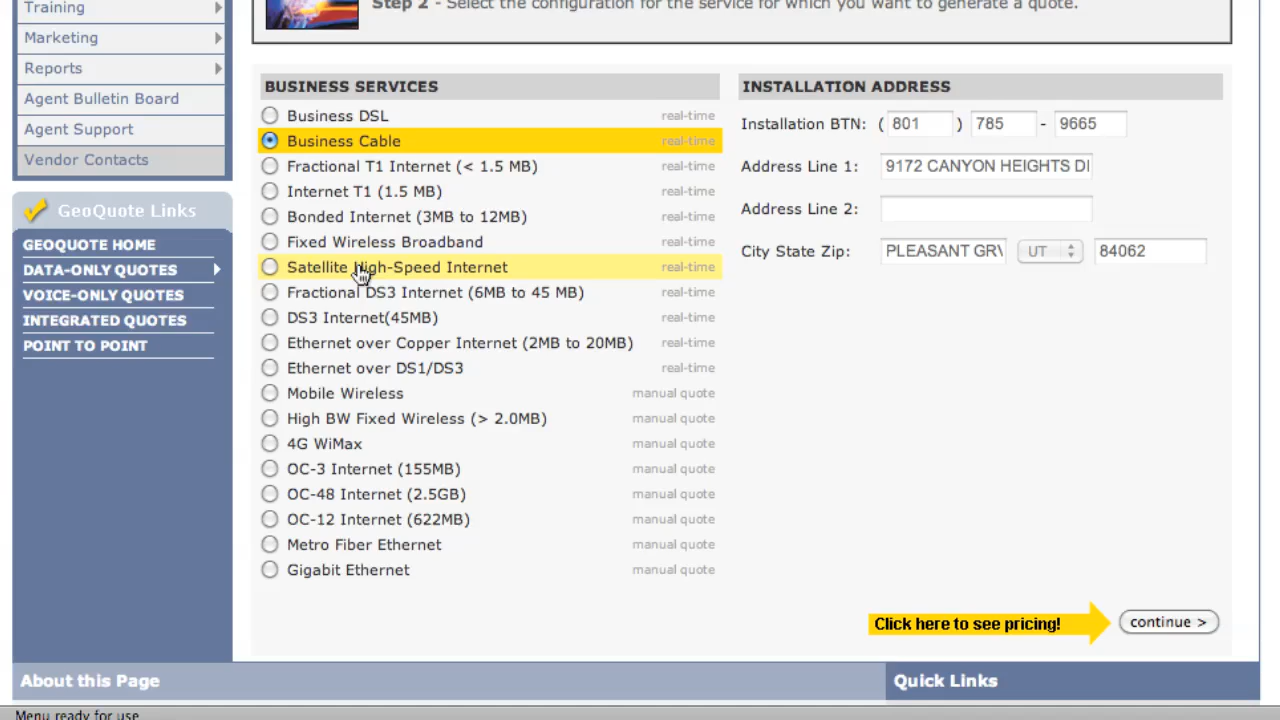 Training
Marketing
Reports
Agent Bulletin Board
Agent Support
Vendor Contacts
GeoQuote Links
GEOQUOTE HOME
DATA-ONLY QUOTES
VOICE-ONLY QUOTES
INTEGRATED QUOTES
POINT TO POINT
Step 2 - Select the configuration for the service for which you want to generate a quote.
BUSINESS SERVICES
Business DSL real-time
Business Cable real-time
Fractional T1 Internet (< 1.5 MB) real-time
Internet T1 (1.5 MB) real-time
Bonded Internet (3MB to 12MB) real-time
Fixed Wireless Broadband real-time
Satellite High-Speed Internet real-time
Fractional DS3 Internet (6MB to 45 MB) real-time
DS3 Internet(45MB) real-time
Ethernet over Copper Internet (2MB to 20MB) real-time
Ethernet over DS1/DS3 real-time
Mobile Wireless manual quote
High BW Fixed Wireless (> 2.0MB) manual quote
4G WiMax manual quote
OC-3 Internet (155MB) manual quote
OC-48 Internet (2.5GB) manual quote
OC-12 Internet (622MB) manual quote
Metro Fiber Ethernet manual quote
Gigabit Ethernet manual quote
INSTALLATION ADDRESS
Installation BTN: ( 801 ) 785 - 9665
Address Line 1: 9172 CANYON HEIGHTS DI
Address Line 2:
City State Zip: PLEASANT GRV UT 84062
Click here to see pricing! continue >
About this Page
Quick Links
Menu ready for use